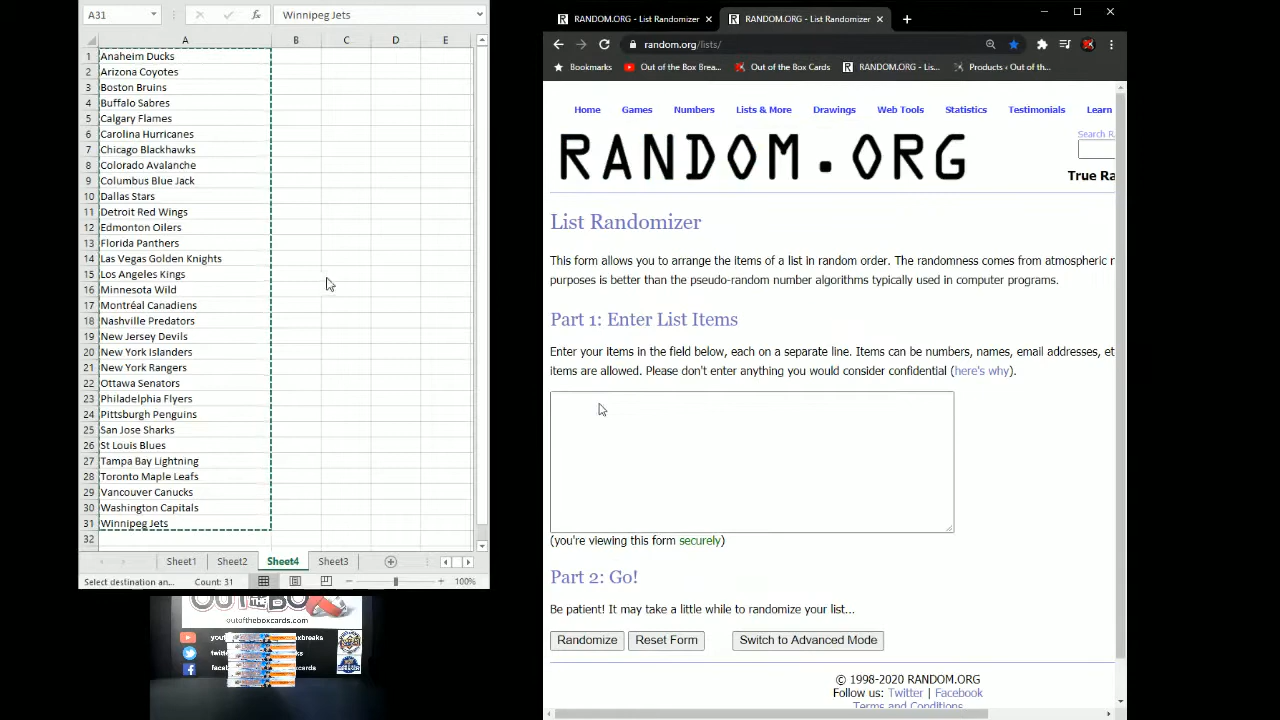 A31
Winnipeg Jets
A B C D E
1 Anaheim Ducks
2 Arizona Coyotes
3 Boston Bruins
4 Buffalo Sabres
5 Calgary Flames
6 Carolina Hurricanes
7 Chicago Blackhawks
8 Colorado Avalanche
9 Columbus Blue Jack
10 Dallas Stars
11 Detroit Red Wings
12 Edmonton Oilers
13 Florida Panthers
14 Las Vegas Golden Knights
15 Los Angeles Kings
16 Minnesota Wild
17 Montréal Canadiens
18 Nashville Predators
19 New Jersey Devils
20 New York Islanders
21 New York Rangers
22 Ottawa Senators
23 Philadelphia Flyers
24 Pittsburgh Penguins
25 San Jose Sharks
26 St Louis Blues
27 Tampa Bay Lightning
28 Toronto Maple Leafs
29 Vancouver Canucks
30 Washington Capitals
31 Winnipeg Jets
32
Sheet1 Sheet2 Sheet4 Sheet3
Select destination an... Count: 31 100%
THE
outoftheboxcards.com
RANDOM.ORG - List Randomizer RANDOM.ORG - List Randomizer
random.org/lists/
Bookmarks Out of the Box Brea... Out of the Box Cards RANDOM.ORG - Lis... Products ‹ Out of th...
Home Games Numbers Lists & More Drawings Web Tools Statistics Testimonials Learn
Search R
RANDOM.ORG
True Ra
List Randomizer
This form allows you to arrange the items of a list in random order. The randomness comes from atmospheric n
purposes is better than the pseudo-random number algorithms typically used in computer programs.
Part 1: Enter List Items
Enter your items in the field below, each on a separate line. Items can be numbers, names, email addresses, et
items are allowed. Please don't enter anything you would consider confidential (here's why).
(you're viewing this form securely)
Part 2: Go!
Be patient! It may take a little while to randomize your list...
Randomize Reset Form Switch to Advanced Mode
© 1998-2020 RANDOM.ORG
Follow us: Twitter | Facebook
Terms and Conditions